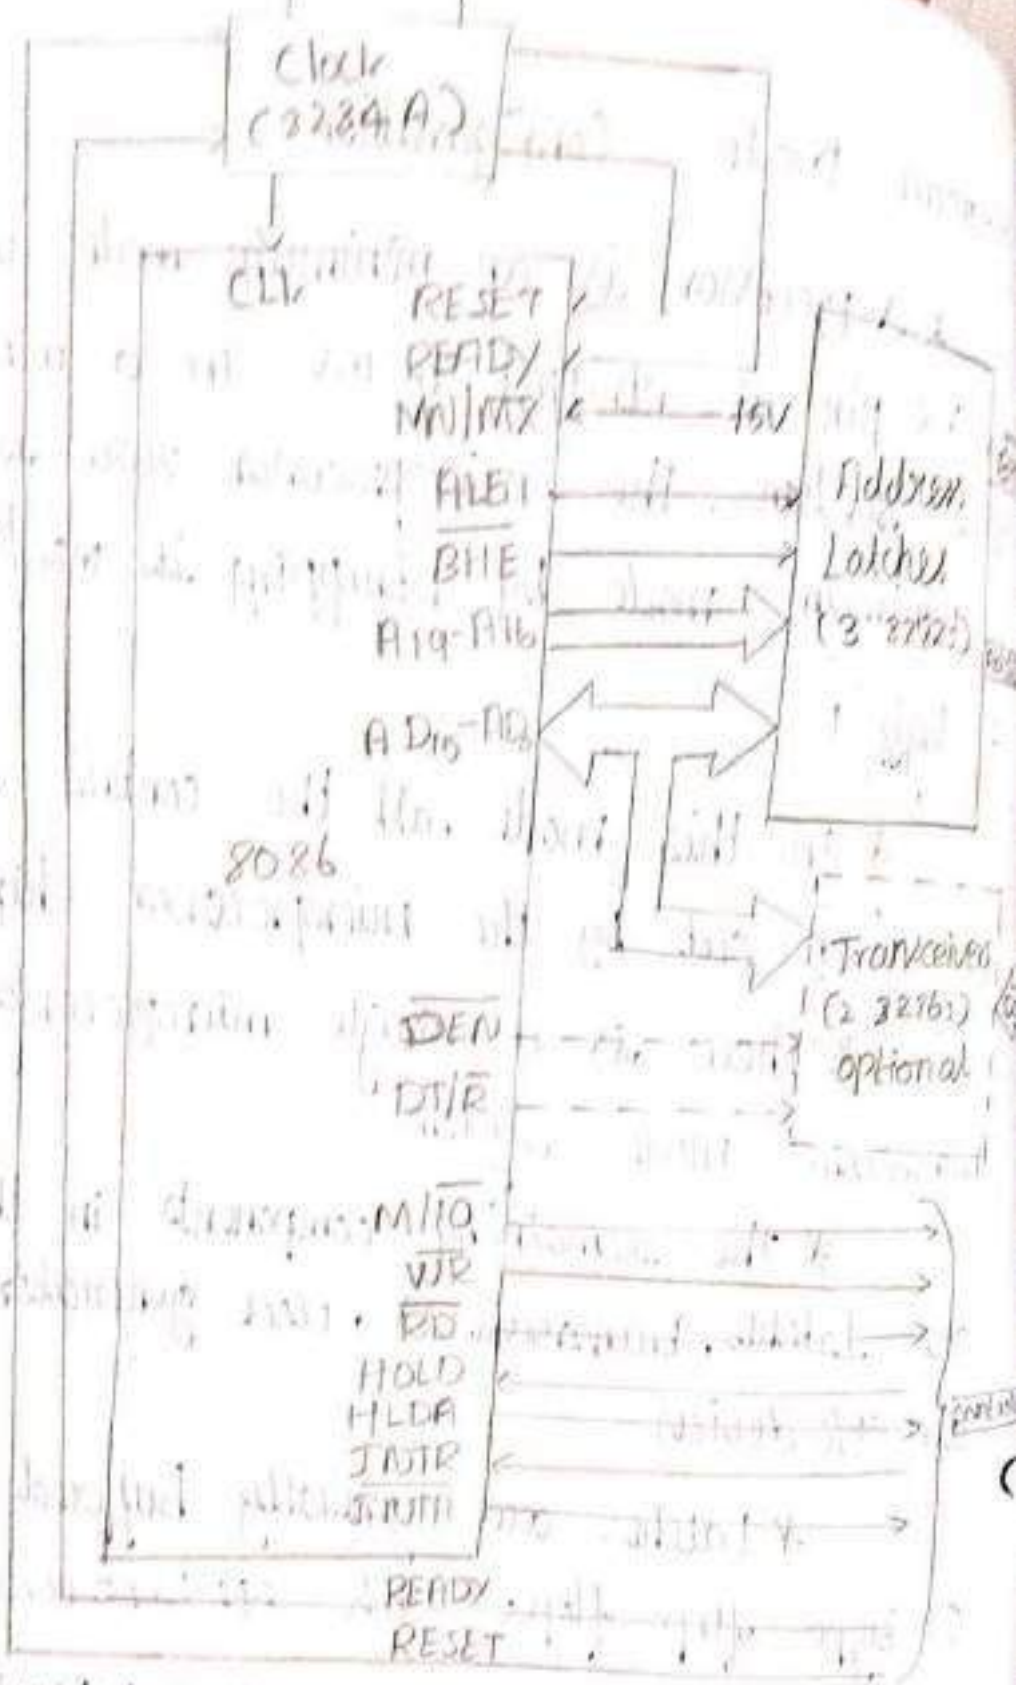 Clock
(8284 A)
CLK
RESET
READY
MN/MX
+5V
ALE
BHE
A19-A16
AD15-AD0
Address
Latches
8086
DEN
DT/R
Tranceiver
optional
M/IO
WR
RD
HOLD
HLDA
INTR
INTA
READY
RESET